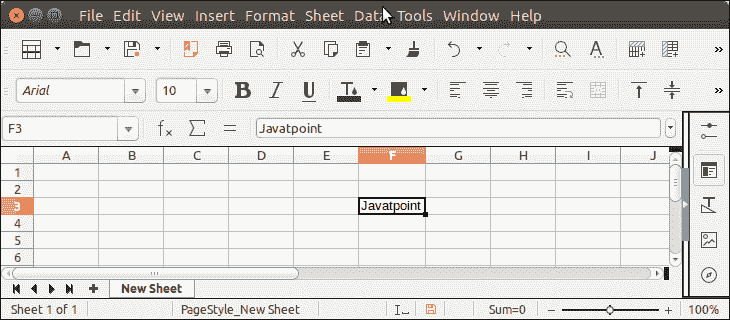 File Edit View Insert Format Sheet Data Tools Window Help
Arial 10 B I U
F3 fx Σ = Javatpoint
A B C D E F G H I J
1
2
3 Javatpoint
4
5
6
New Sheet
Sheet 1 of 1 PageStyle_New Sheet Sum=0 100%